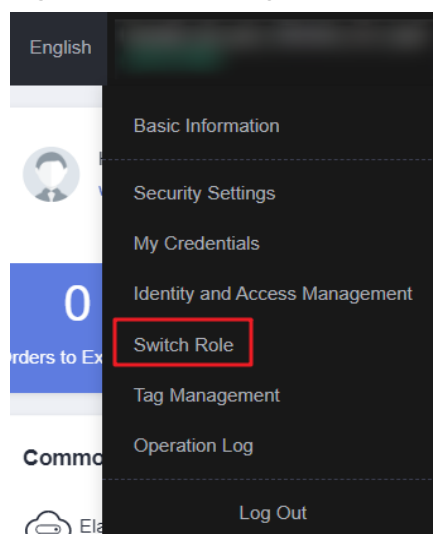 English
Basic Information
Security Settings
My Credentials
Identity and Access Management
0
Switch Role
rders to Ex
Tag Management
Operation Log
Commo
Log Out
Ela